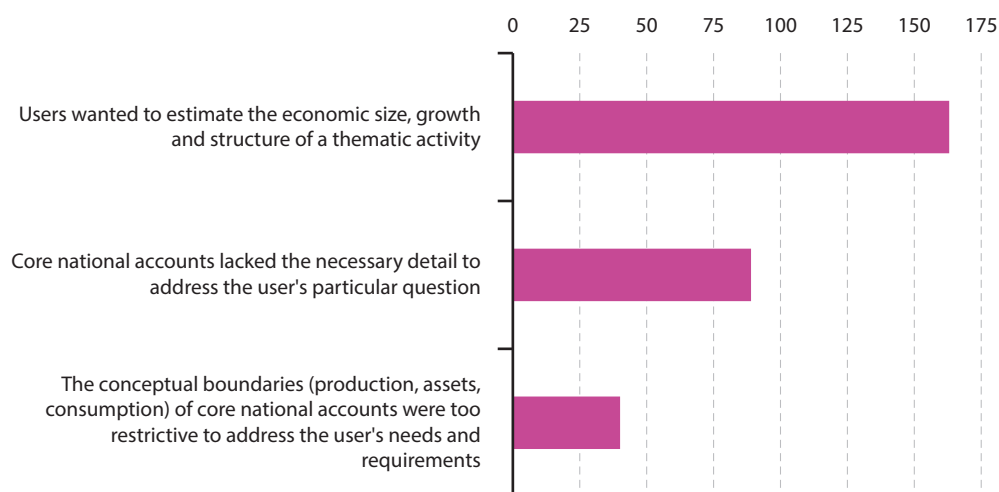 0 25 50 75 100 125 150 175
Users wanted to estimate the economic size, growth
and structure of a thematic activity
Core national accounts lacked the necessary detail to
address the user's particular question
The conceptual boundaries (production, assets,
consumption) of core national accounts were too
restrictive to address the user's needs and
requirements